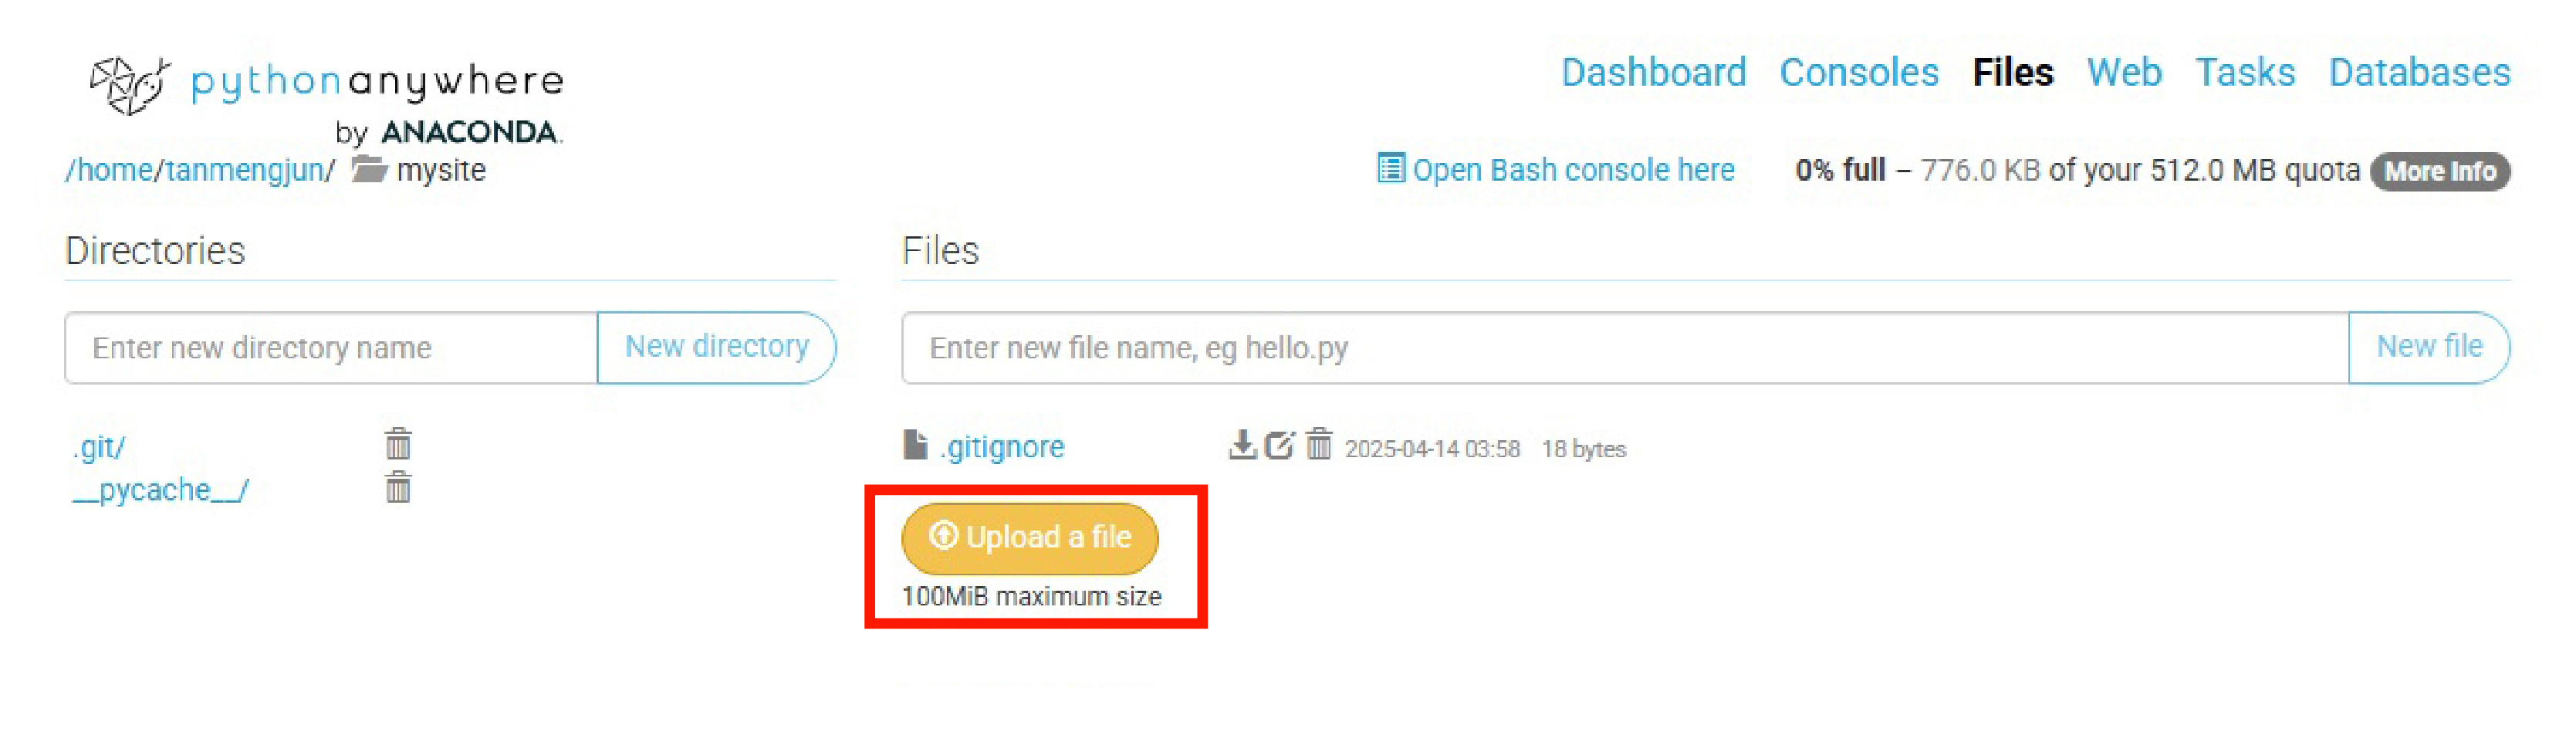 pythonanywhere
by ANACONDA.
Dashboard Consoles Files Web Tasks Databases
/home/tanmengjun/ mysite
Open Bash console here 0% full – 776.0 KB of your 512.0 MB quota More Info
Directories
Enter new directory name New directory
.git/
__pycache__/
Files
Enter new file name, eg hello.py New file
.gitignore 2025-04-14 03:58 18 bytes
Upload a file
100MiB maximum size